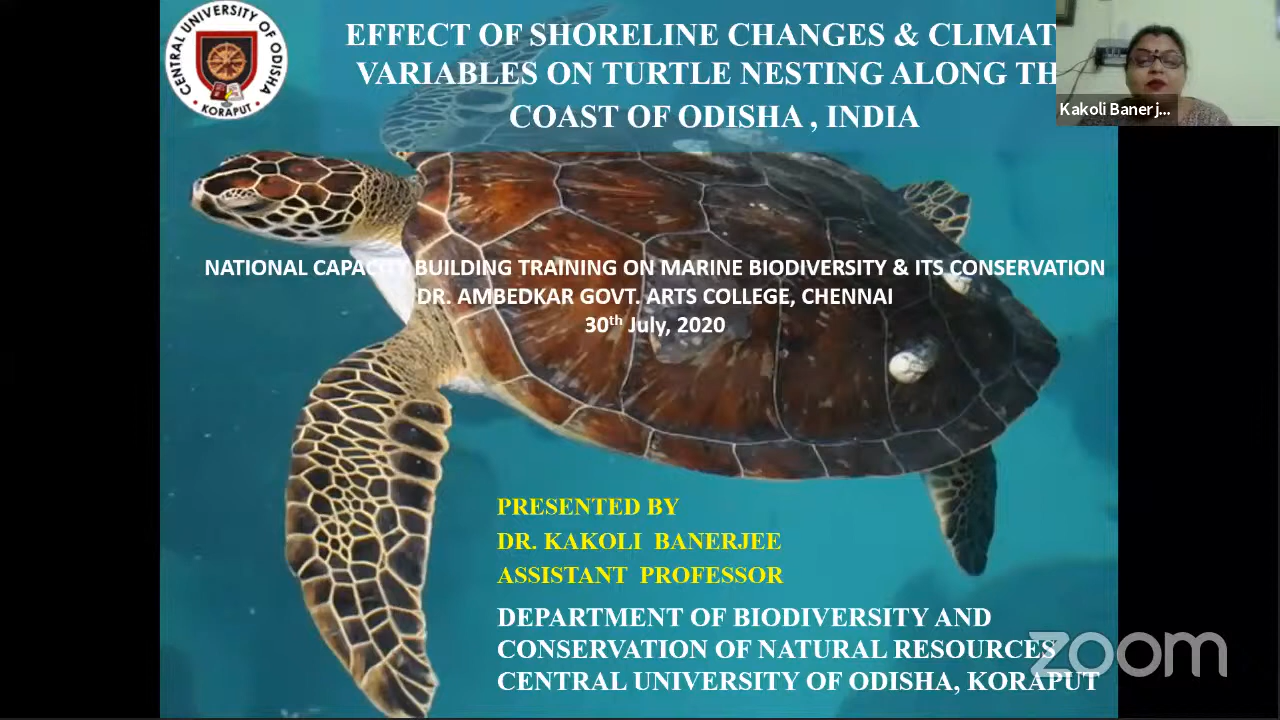 CENTRAL UNIVERSITY OF ODISHA
KORAPUT
EFFECT OF SHORELINE CHANGES & CLIMAT
VARIABLES ON TURTLE NESTING ALONG TH
COAST OF ODISHA , INDIA
Kakoli Banerj...
NATIONAL CAPACITY BUILDING TRAINING ON MARINE BIODIVERSITY & ITS CONSERVATION
DR. AMBEDKAR GOVT. ARTS COLLEGE, CHENNAI
30th July, 2020
PRESENTED BY
DR. KAKOLI BANERJEE
ASSISTANT PROFESSOR
DEPARTMENT OF BIODIVERSITY AND
CONSERVATION OF NATURAL RESOURCES
CENTRAL UNIVERSITY OF ODISHA, KORAPUT
zoom